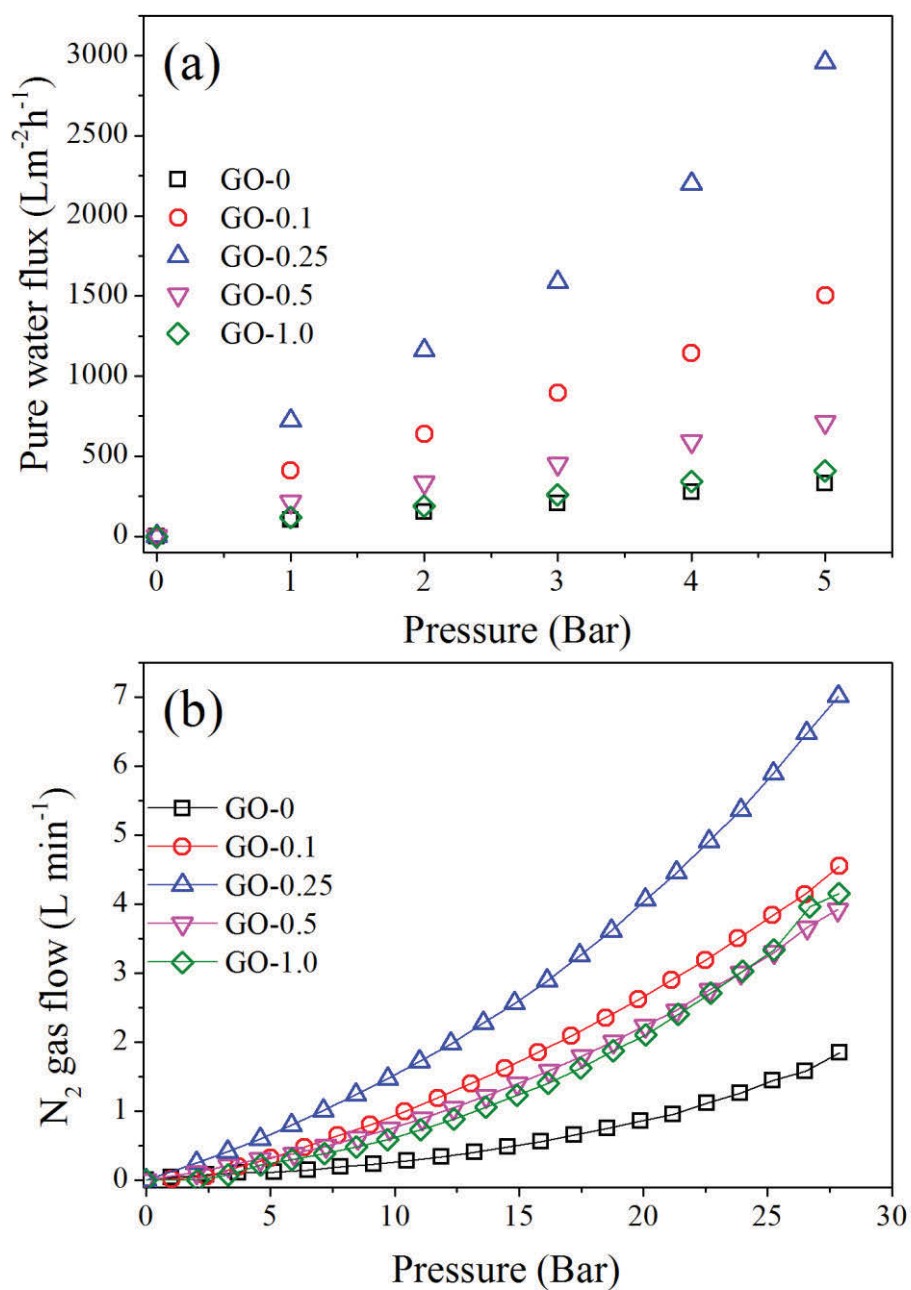 (a)
Pure water flux (Lm⁻²h⁻¹)
3000
2500
2000
1500
1000
500
0
GO-0
GO-0.1
GO-0.25
GO-0.5
GO-1.0
0 1 2 3 4 5
Pressure (Bar)
(b)
N₂ gas flow (L min⁻¹)
7
6
5
4
3
2
1
0
GO-0
GO-0.1
GO-0.25
GO-0.5
GO-1.0
0 5 10 15 20 25 30
Pressure (Bar)